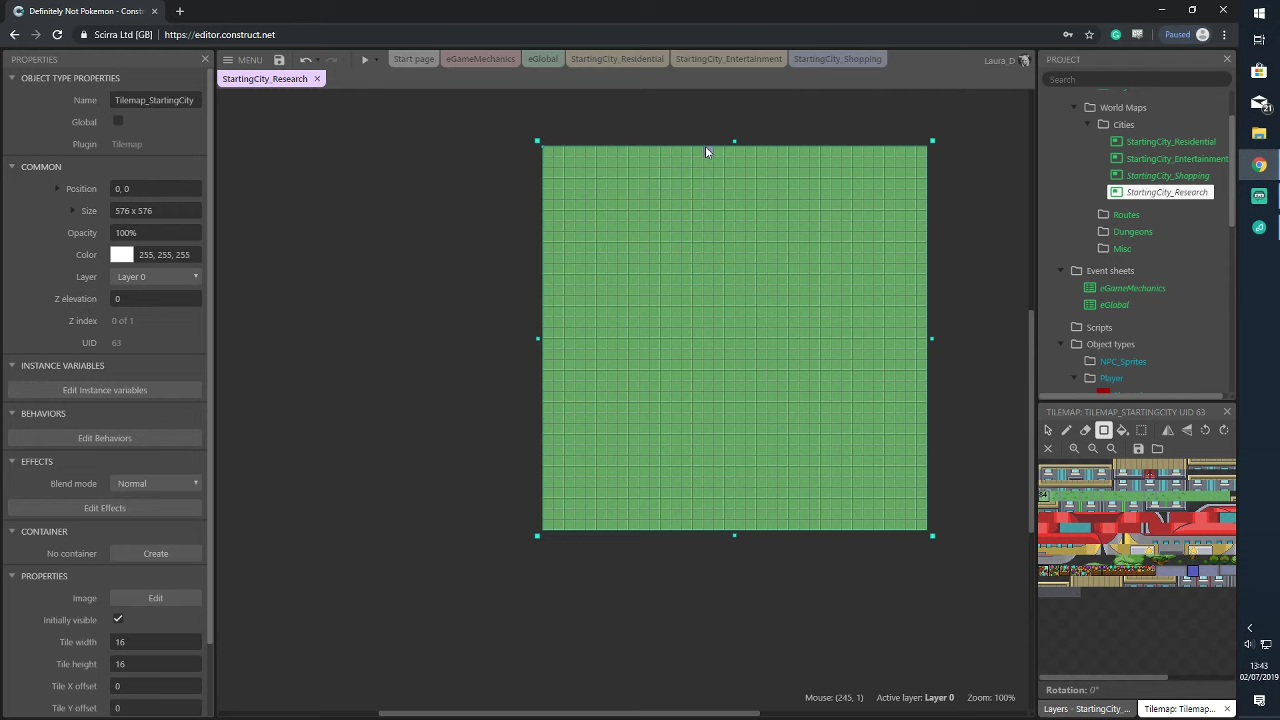 Definitely Not Pokemon - Constr
Scirra Ltd [GB]
https://editor.construct.net
Paused
PROPERTIES
OBJECT TYPE PROPERTIES
Name
Tilemap_StartingCity
Global
Plugin
Tilemap
COMMON
Position
0, 0
Size
576 x 576
Opacity
100%
Color
255, 255, 255
Layer
Layer 0
Z elevation
0
Z index
0 of 1
UID
63
INSTANCE VARIABLES
Edit Instance variables
BEHAVIORS
Edit Behaviors
EFFECTS
Blend mode
Normal
Edit Effects
CONTAINER
No container
Create
PROPERTIES
Image
Edit
Initially visible
Tile width
16
Tile height
16
Tile X offset
0
Tile Y offset
0
MENU
Start page
eGameMechanics
eGlobal
StartingCity_Residential
StartingCity_Entertainment
StartingCity_Shopping
Laura_D
StartingCity_Research
Mouse: (245, 1)
Active layer: Layer 0
Zoom: 100%
PROJECT
Search
World Maps
Cities
StartingCity_Residential
StartingCity_Entertainment
StartingCity_Shopping
StartingCity_Research
Routes
Dungeons
Misc
Event sheets
eGameMechanics
eGlobal
Scripts
Object types
NPC_Sprites
Player
TILEMAP: TILEMAP_STARTINGCITY UID 63
Rotation: 0°
Layers - StartingCity_...
Tilemap: Tilemap...
21
13:43
02/07/2019